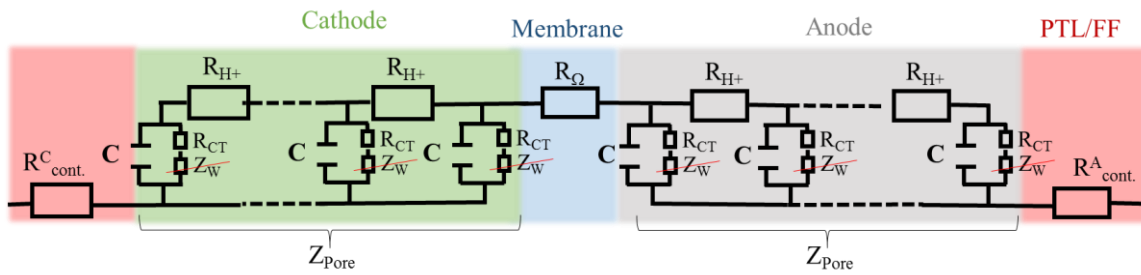 Cathode Membrane Anode PTL/FF
R_H+ R_H+ R_Ω R_H+ R_H+
C R_CT Z_W C R_CT Z_W C R_CT Z_W C R_CT Z_W C R_CT Z_W R_CT Z_W
R^C_cont. R^A_cont.
Z_Pore Z_Pore